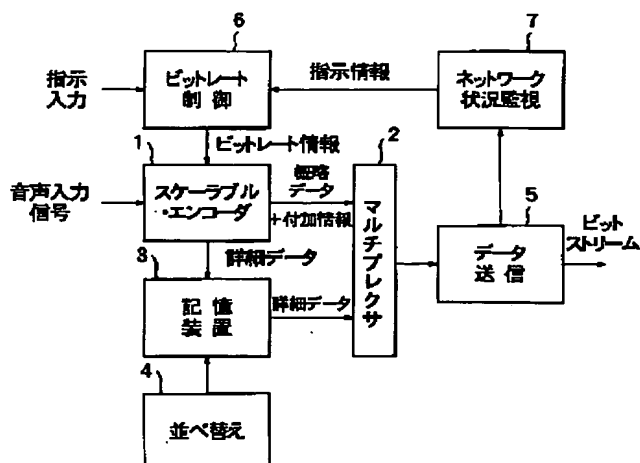 6
7
指示
入力
ビットレート
制御
指示情報
ネットワーク
状況監視
ビットレート情報
1
2
音声入力
信号
スケーラブル
・エンコーダ
概略
データ
+付加情報
マルチプレクサ
5
データ
送信
ビット
ストリーム
詳細データ
3
記憶
装置
詳細データ
4
並べ替え